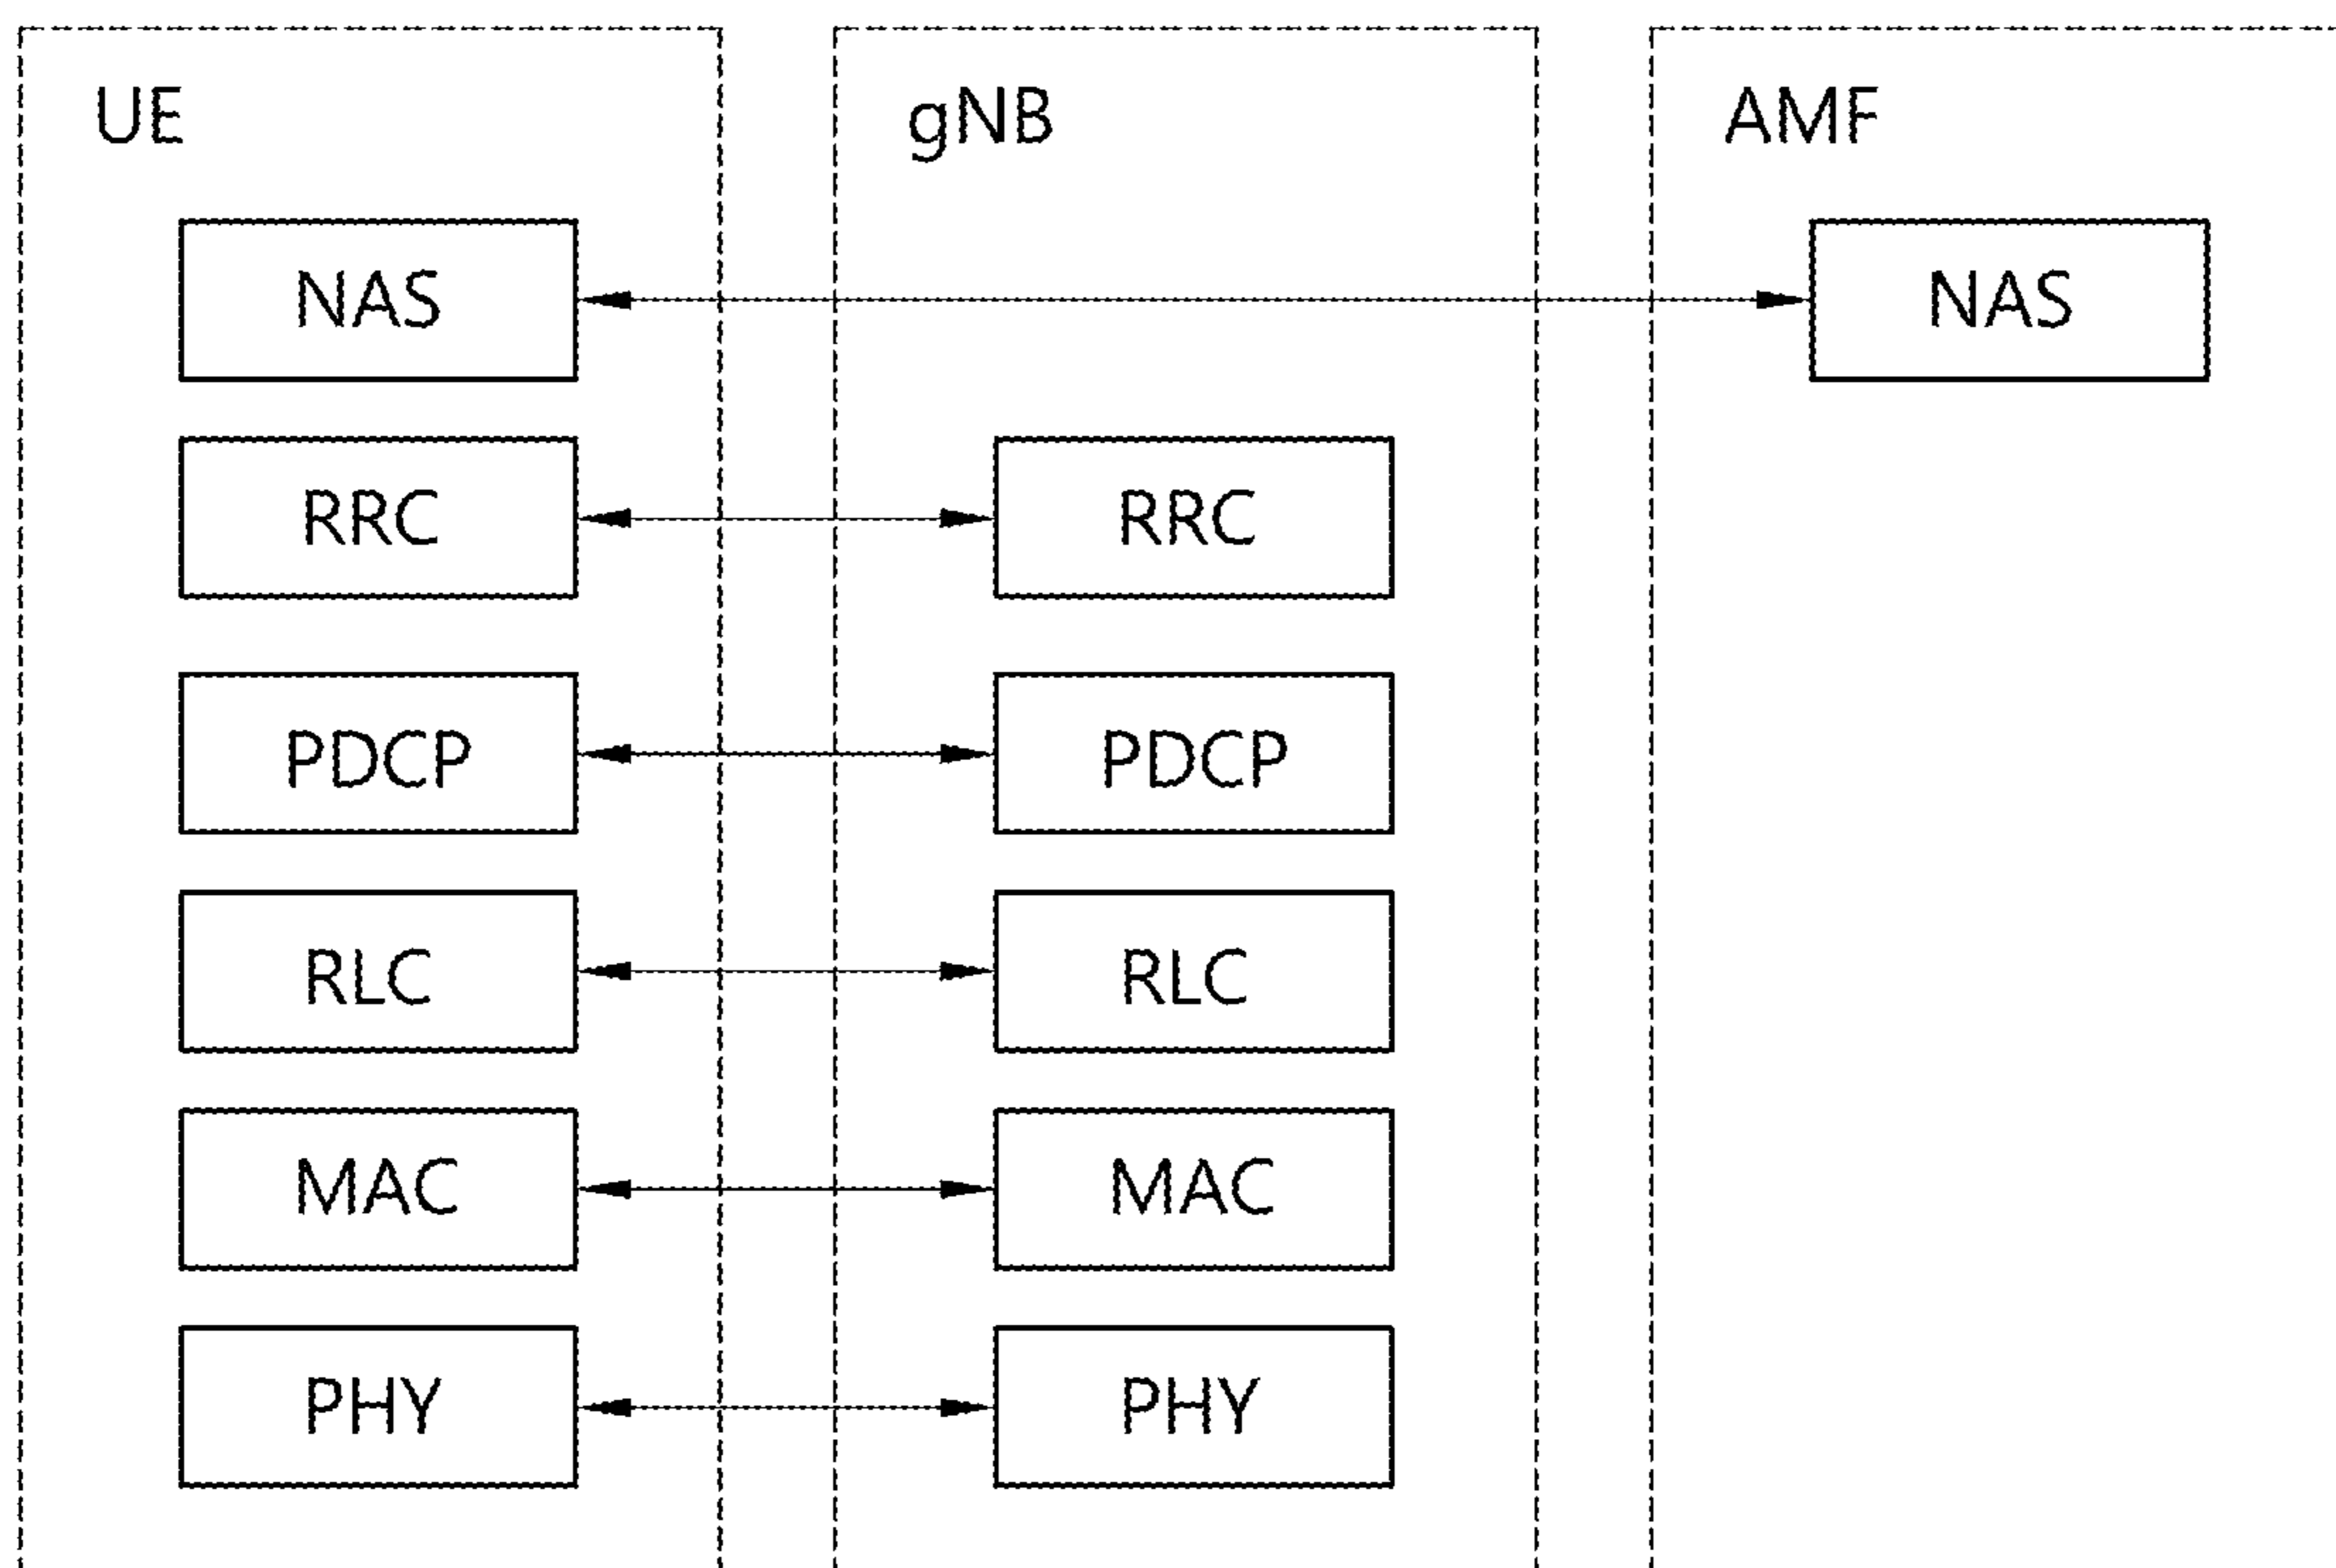 UE
gNB
AMF
NAS
NAS
RRC
RRC
PDCP
PDCP
RLC
RLC
MAC
MAC
PHY
PHY